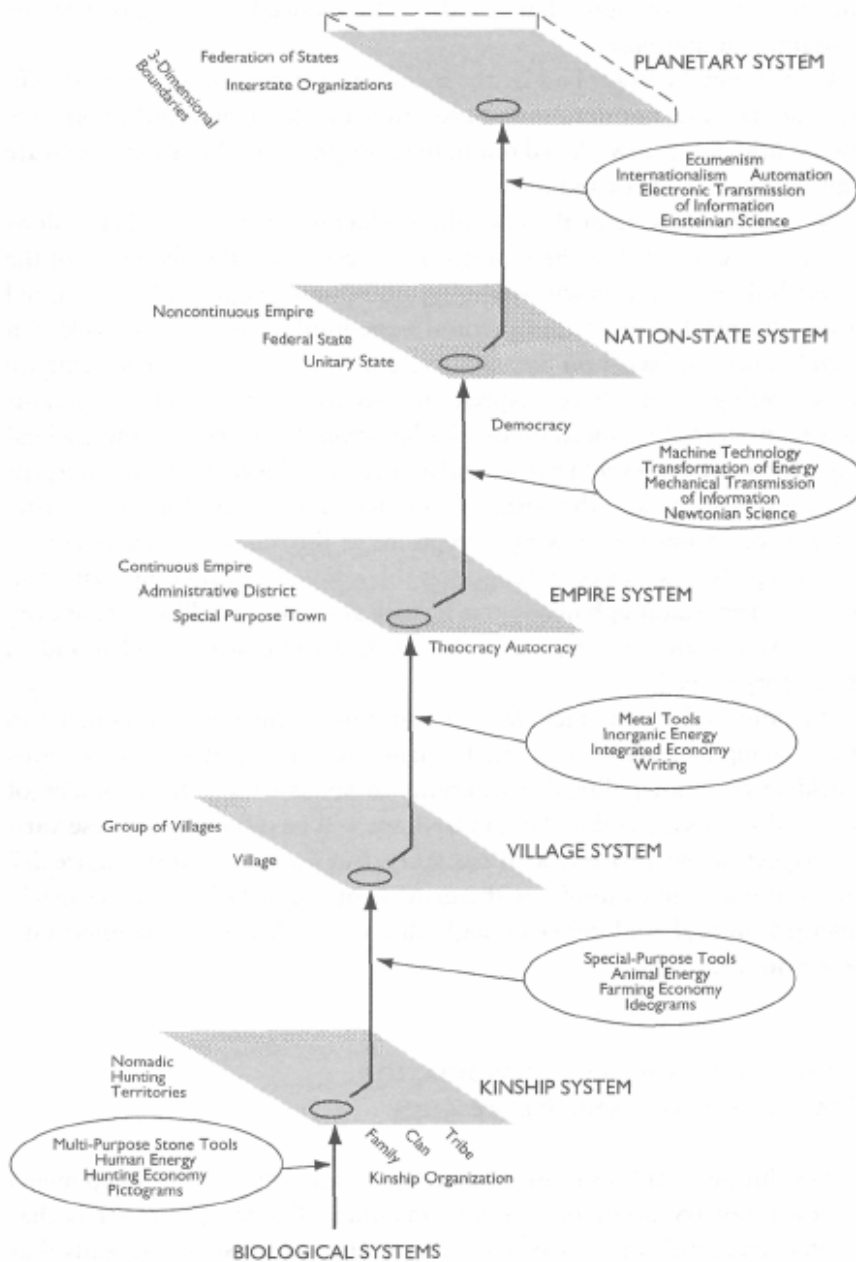 PLANETARY SYSTEM
Federation of States
Interstate Organizations
3-Dimensional
Boundaries
Ecumenism
Internationalism Automation
Electronic Transmission
of Information
Einsteinian Science
NATION-STATE SYSTEM
Noncontinuous Empire
Federal State
Unitary State
Democracy
Machine Technology
Transformation of Energy
Mechanical Transmission
of Information
Newtonian Science
EMPIRE SYSTEM
Continuous Empire
Administrative District
Special Purpose Town
Theocracy Autocracy
Metal Tools
Inorganic Energy
Integrated Economy
Writing
VILLAGE SYSTEM
Group of Villages
Village
Special-Purpose Tools
Animal Energy
Farming Economy
Ideograms
KINSHIP SYSTEM
Nomadic
Hunting
Territories
Family
Clan
Tribe
Kinship Organization
Multi-Purpose Stone Tools
Human Energy
Hunting Economy
Pictograms
BIOLOGICAL SYSTEMS